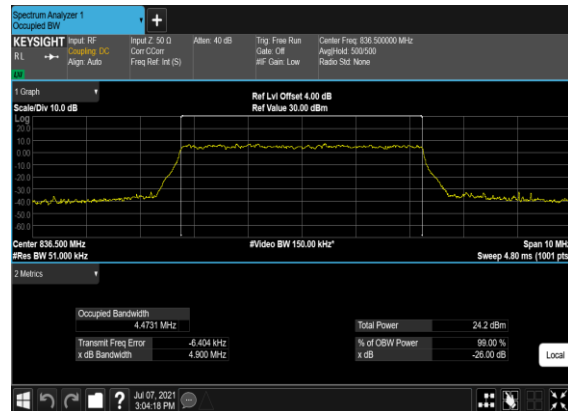 Spectrum Analyzer 1
Occupied BW
+
KEYSIGHT
RL
Input: RF
Coupling: DC
Align: Auto
Input Z: 50 Ω
Corr CCorr
Freq Ref: Int (S)
Atten: 40 dB
Trig: Free Run
Gate: Off
#IF Gain: Low
Center Freq: 836.500000 MHz
Avg|Hold: 500/500
Radio Std: None
1 Graph
Scale/Div 10.0 dB
Ref Lvl Offset 4.00 dB
Ref Value 30.00 dBm
Log
20.0
10.0
0.00
-10.0
-20.0
-30.0
-40.0
-50.0
-60.0
Center 836.500 MHz
#Res BW 51.000 kHz
#Video BW 150.00 kHz*
Span 10 MHz
Sweep 4.80 ms (1001 pts)
2 Metrics
Occupied Bandwidth
4.4731 MHz
Transmit Freq Error -6.404 kHz
x dB Bandwidth 4.900 MHz
Total Power 24.2 dBm
% of OBW Power 99.00 %
x dB -26.00 dB
Local
?
Jul 07, 2021
3:04:18 PM